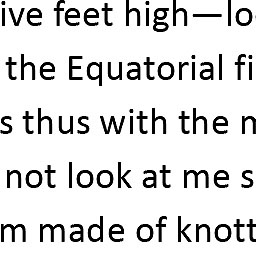 ive feet high—lo
the Equatorial fi
s thus with the m
not look at me s
m made of knott